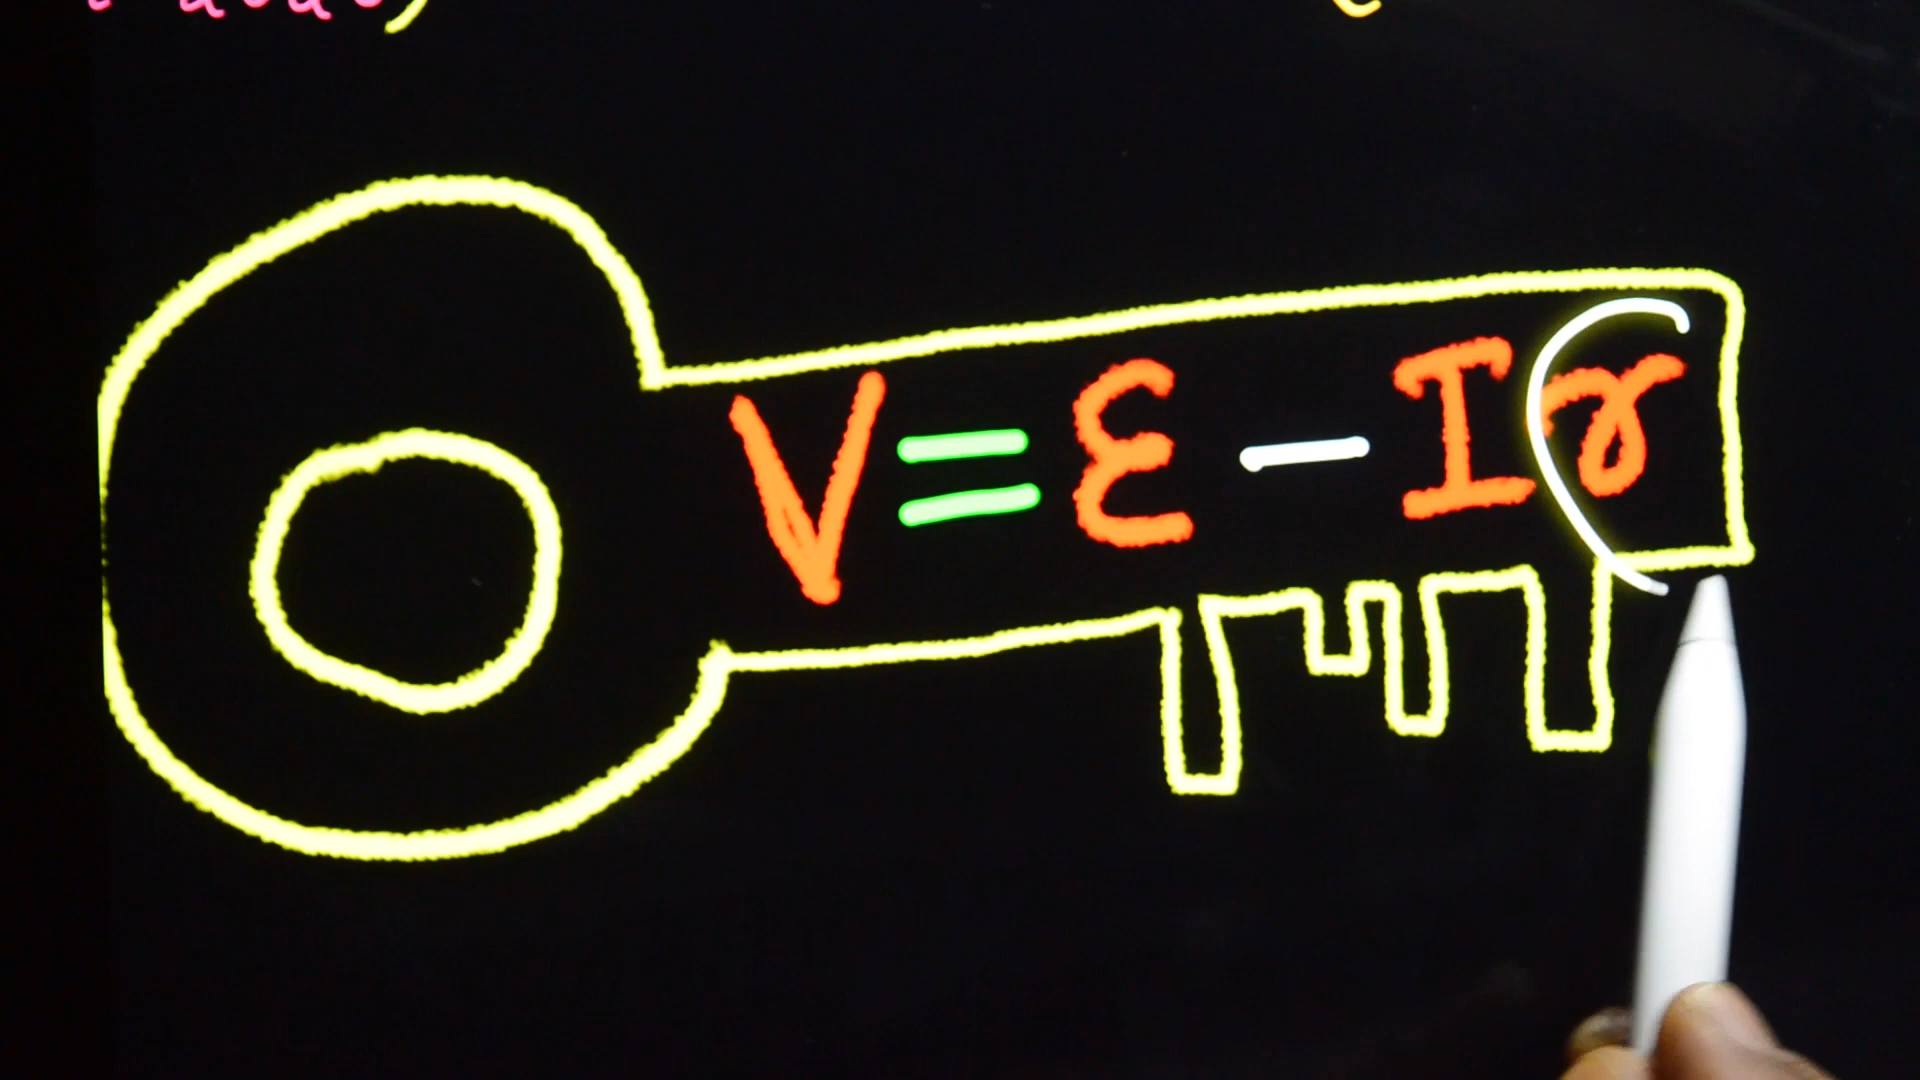 V = ε - Ir